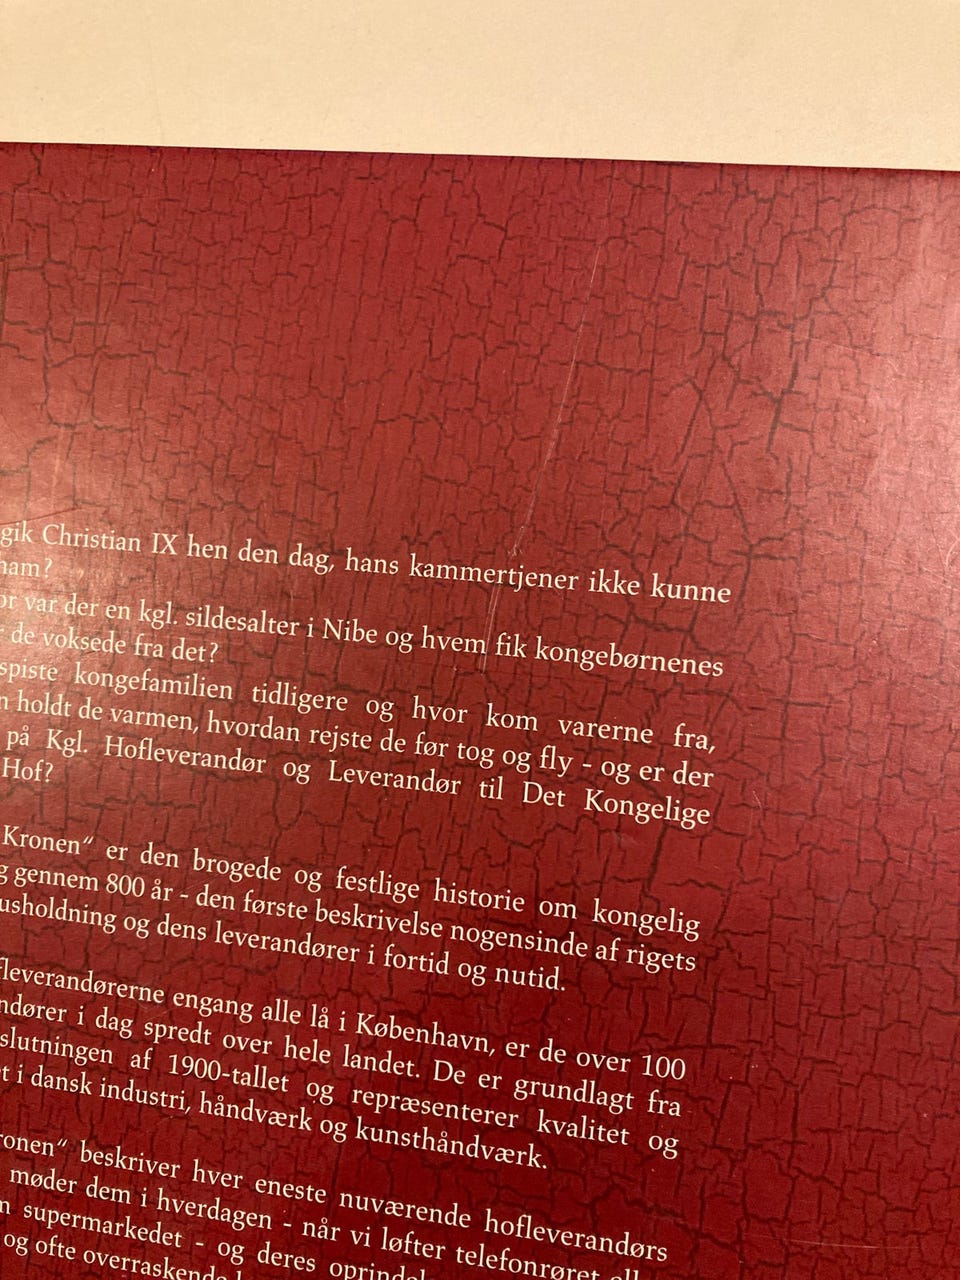 gik Christian IX hen den dag, hans kammertjener ikke kunne
ham?
or var der en kgl. sildesalter i Nibe og hvem fik kongebørnenes
r de voksede fra det?
spiste kongefamilien tidligere og hvor kom varerne fra,
n holdt de varmen, hvordan rejste de før tog og fly - og er der
på Kgl. Hofleverandør og Leverandør til Det Kongelige
Hof?
Kronen“ er den brogede og festlige historie om kongelig
g gennem 800 år - den første beskrivelse nogensinde af rigets
usholdning og dens leverandører i fortid og nutid.
fleverandørerne engang alle lå i København, er de over 100
ndører i dag spredt over hele landet. De er grundlagt fra
slutningen af 1900-tallet og repræsenterer kvalitet og
et i dansk industri, håndværk og kunsthåndværk.
ronen“ beskriver hver eneste nuværende hofleverandørs
møder dem i hverdagen - når vi løfter telefonrøret
m supermarkedet - og deres
og ofte overraskende